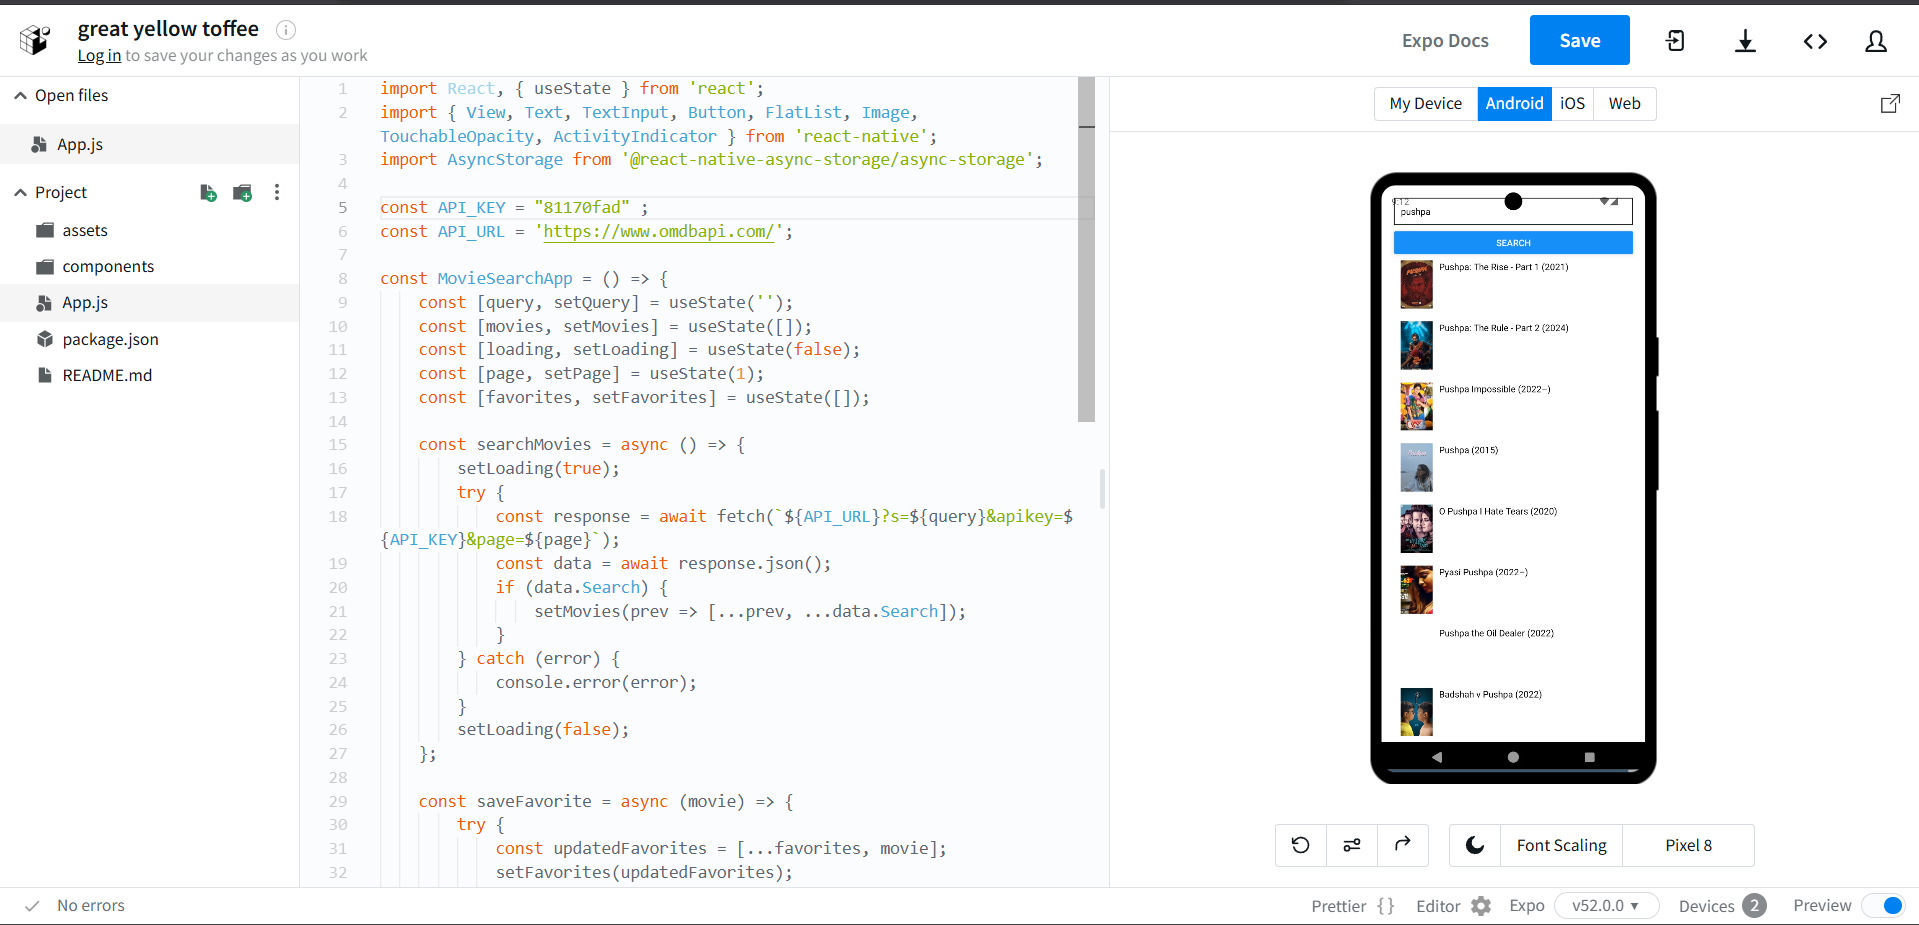 great yellow toffee
Log in to save your changes as you work
Expo Docs
Save
Open files
App.js
Project
assets
components
App.js
package.json
README.md
1 import React, { useState } from 'react';
2 import { View, Text, TextInput, Button, FlatList, Image,
TouchableOpacity, ActivityIndicator } from 'react-native';
3 import AsyncStorage from '@react-native-async-storage/async-storage';
4
5 const API_KEY = "81170fad" ;
6 const API_URL = 'https://www.omdbapi.com/';
7
8 const MovieSearchApp = () => {
9 const [query, setQuery] = useState('');
10 const [movies, setMovies] = useState([]);
11 const [loading, setLoading] = useState(false);
12 const [page, setPage] = useState(1);
13 const [favorites, setFavorites] = useState([]);
14
15 const searchMovies = async () => {
16 setLoading(true);
17 try {
18 const response = await fetch(`${API_URL}?s=${query}&apikey=$
{API_KEY}&page=${page}`);
19 const data = await response.json();
20 if (data.Search) {
21 setMovies(prev => [...prev, ...data.Search]);
22 }
23 } catch (error) {
24 console.error(error);
25 }
26 setLoading(false);
27 };
28
29 const saveFavorite = async (movie) => {
30 try {
31 const updatedFavorites = [...favorites, movie];
32 setFavorites(updatedFavorites);
My Device Android iOS Web
9:12
pushpa
SEARCH
Pushpa: The Rise - Part 1 (2021)
Pushpa: The Rule - Part 2 (2024)
Pushpa Impossible (2022–)
Pushpa (2015)
O Pushpa I Hate Tears (2020)
Pyasi Pushpa (2022–)
Pushpa the Oil Dealer (2022)
Badshah v Pushpa (2022)
Font Scaling
Pixel 8
No errors
Prettier { } Editor Expo v52.0.0 Devices 2 Preview